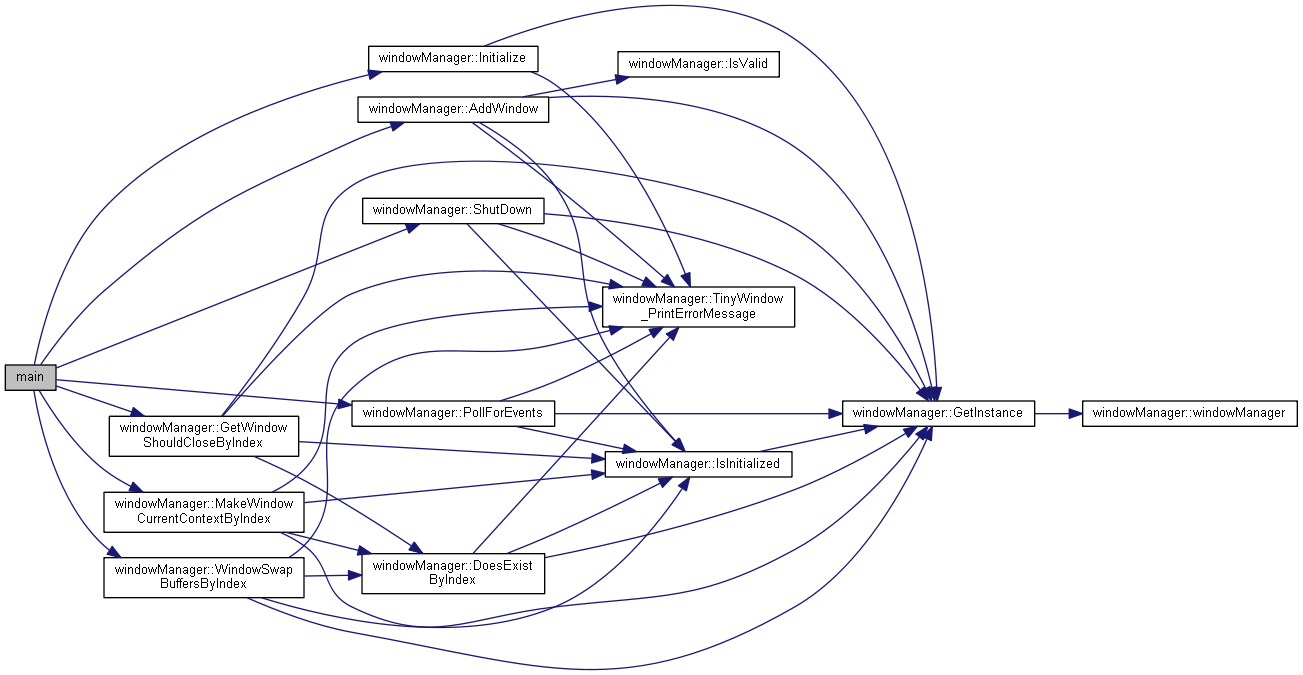 windowManager::Initialize
windowManager::IsValid
windowManager::AddWindow
windowManager::ShutDown
windowManager::TinyWindow
_PrintErrorMessage
main
windowManager::PollForEvents
windowManager::GetInstance
windowManager::windowManager
windowManager::GetWindow
ShouldCloseByIndex
windowManager::IsInitialized
windowManager::MakeWindow
CurrentContextByIndex
windowManager::DoesExist
ByIndex
windowManager::WindowSwap
BuffersByIndex